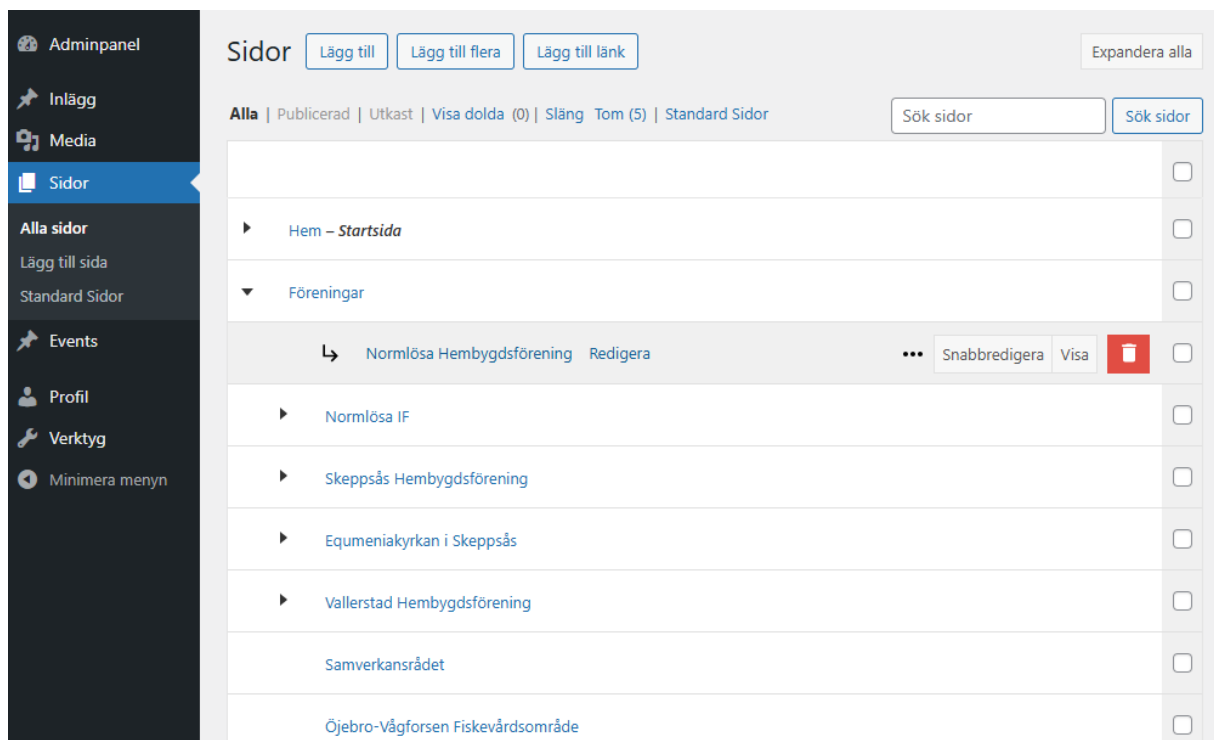 Adminpanel
Inlägg
Media
Sidor
Alla sidor
Lägg till sida
Standard Sidor
Events
Profil
Verktyg
Minimera menyn
Sidor Lägg till Lägg till flera Lägg till länk Expandera alla
Alla | Publicerad | Utkast | Visa dolda (0) | Släng Tom (5) | Standard Sidor Sök sidor Sök sidor
Hem – Startsida
Föreningar
Normlösa Hembygdsförening Redigera ••• Snabbredigera Visa
Normlösa IF
Skeppsås Hembygdsförening
Equmeniakyrkan i Skeppsås
Vallerstad Hembygdsförening
Samverkansrådet
Öjebro-Vågforsen Fiskevårdsområde